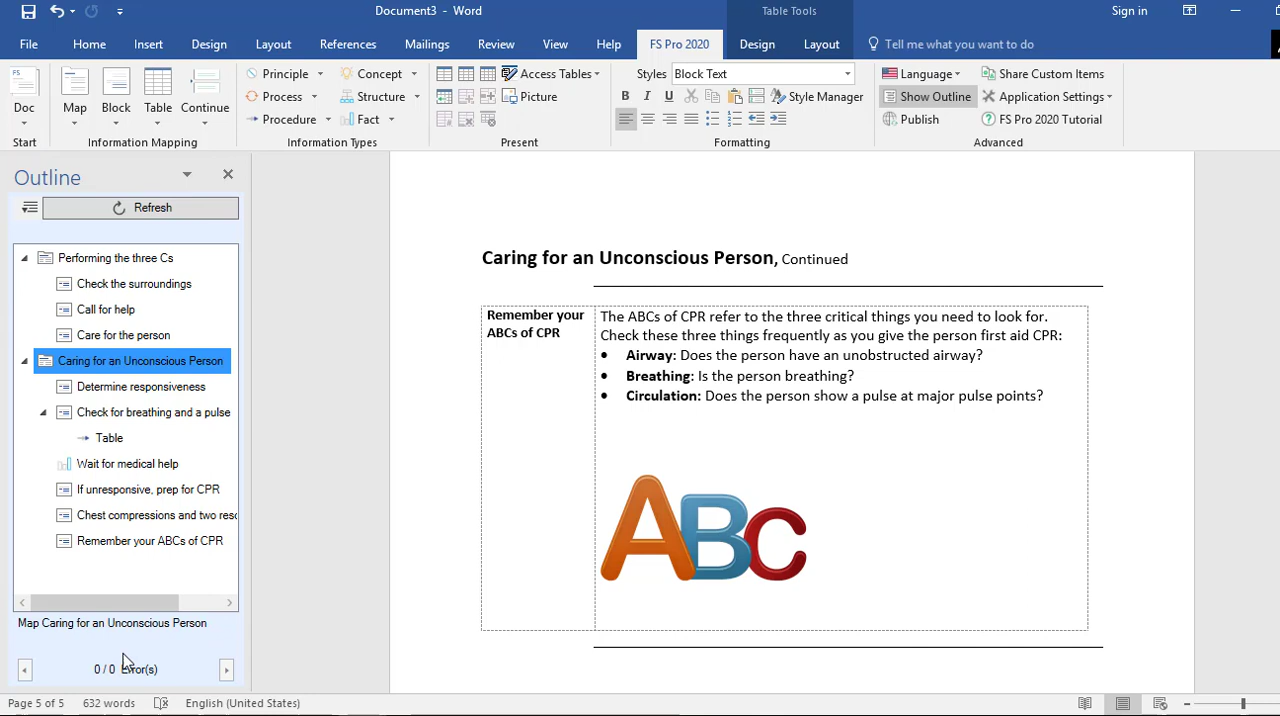 Document3 - Word
Table Tools
Sign in
File
Home
Insert
Design
Layout
References
Mailings
Review
View
Help
FS Pro 2020
Design
Layout
Tell me what you want to do
Doc
Map
Block
Table
Continue
Start
Information Mapping
Principle
Process
Procedure
Concept
Structure
Fact
Information Types
Access Tables
Picture
Present
Styles
Block Text
B I U
Style Manager
Formatting
Language
Show Outline
Publish
Share Custom Items
Application Settings
FS Pro 2020 Tutorial
Advanced
Outline
Refresh
Performing the three Cs
Check the surroundings
Call for help
Care for the person
Caring for an Unconscious Person
Determine responsiveness
Check for breathing and a pulse
Table
Wait for medical help
If unresponsive, prep for CPR
Chest compressions and two resc
Remember your ABCs of CPR
Map Caring for an Unconscious Person
0 / 0 Error(s)
Caring for an Unconscious Person, Continued
Remember your
ABCs of CPR
The ABCs of CPR refer to the three critical things you need to look for.
Check these three things frequently as you give the person first aid CPR:
• Airway: Does the person have an unobstructed airway?
• Breathing: Is the person breathing?
• Circulation: Does the person show a pulse at major pulse points?
ABC
Page 5 of 5
632 words
English (United States)